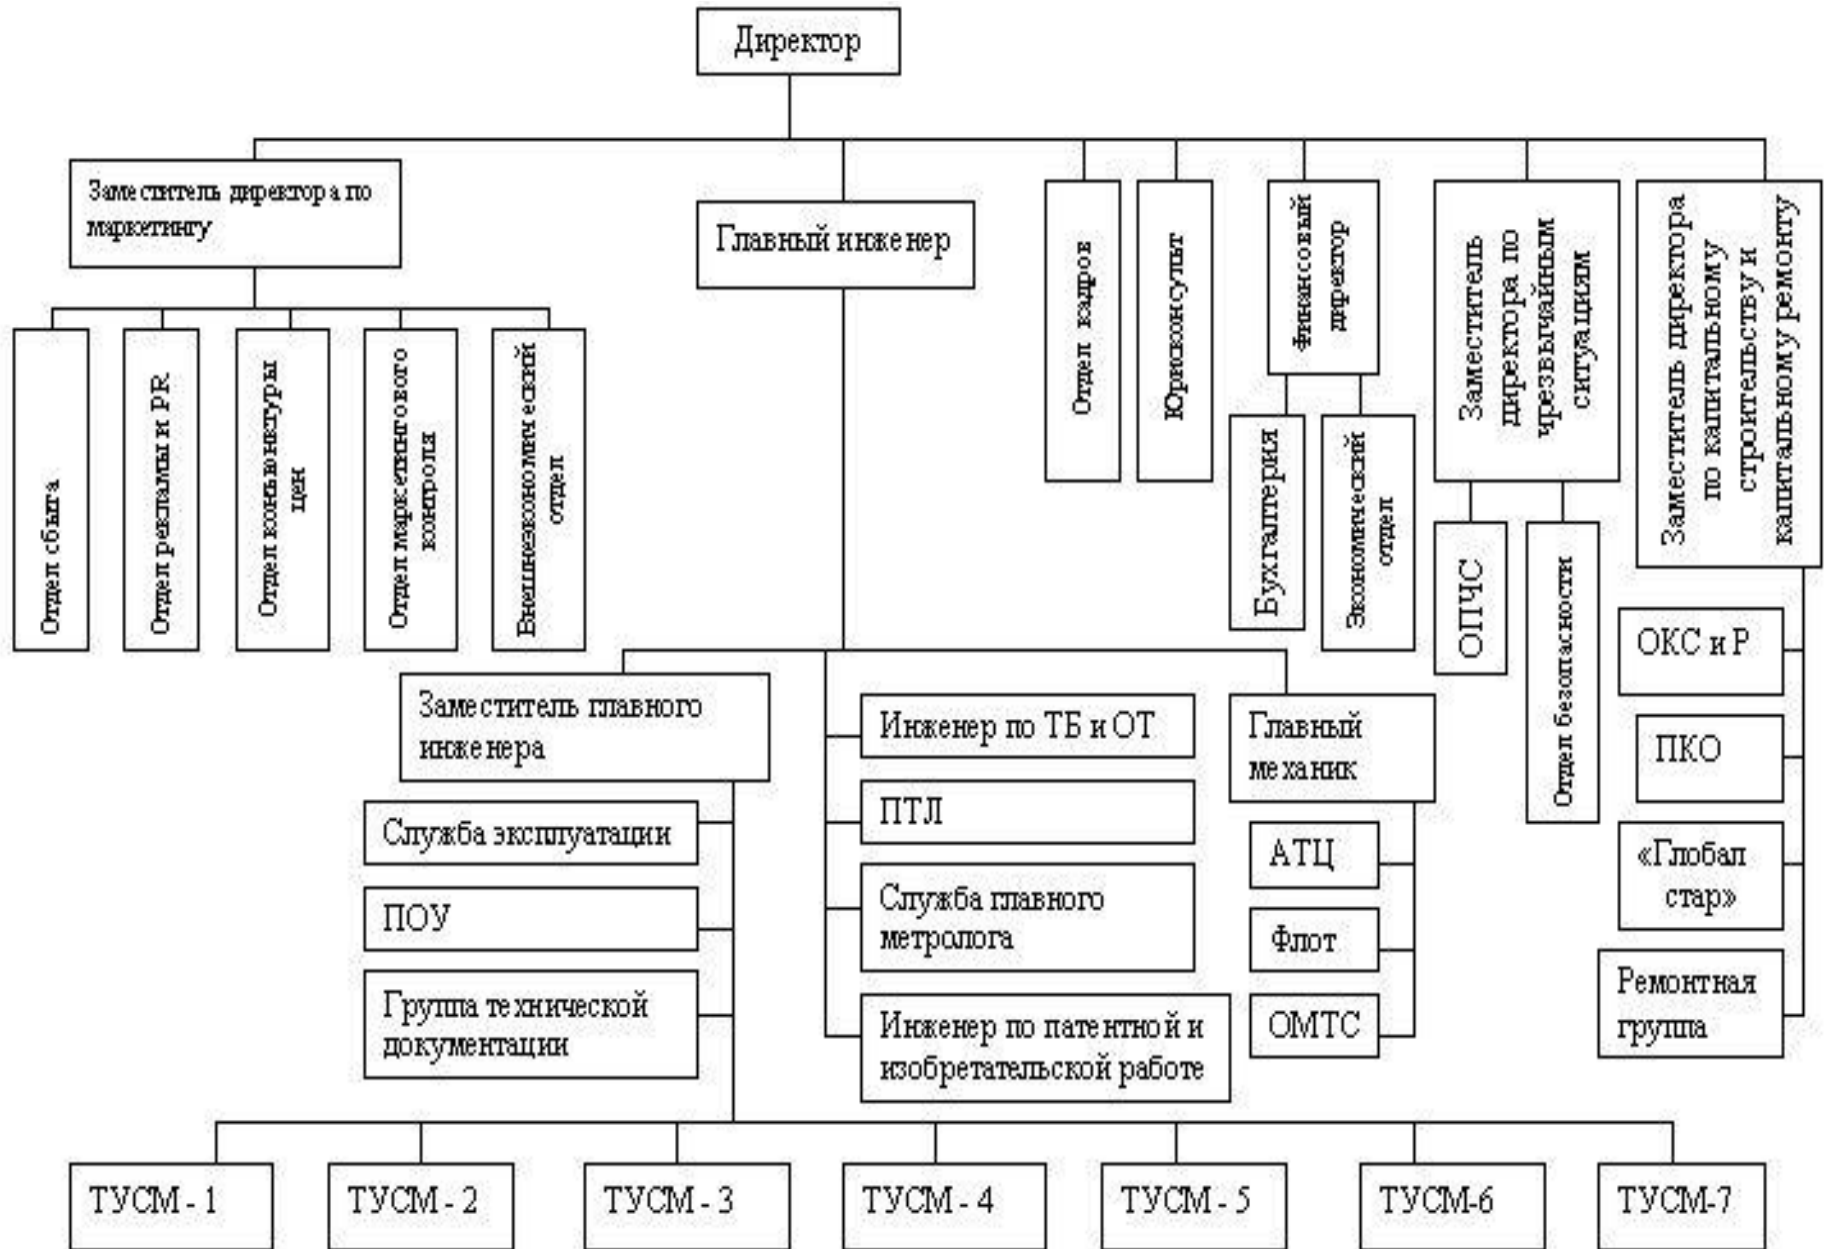 Директор
Заместитель директора по
маркетингу
Главный инженер
Отдел кадров
Юрисконсульт
Финансовый
директор
Заместитель
директора по
чрезвычайным
ситуациям
Заместитель директора
по капитальному
строительству и
капитальному ремонту
Отдел сбыта
Отдел рекламы и PR
Отдел конъюнктуры
цен
Отдел маркетингового
контроля
Внешнеэкономический
отдел
Бухгалтерия
Экономический
отдел
ОПЧС
Отдел безопасности
ОКС и Р
ПКО
«Глобал
стар»
Ремонтная
группа
Заместитель главного
инженера
Служба эксплуатации
ПОУ
Группа технической
документации
Инженер по ТБ и ОТ
ПТЛ
Служба главного
метролога
Инженер по патентной и
изобретательской работе
Главный
механик
АТЦ
Флот
ОМТС
ТУСМ - 1
ТУСМ - 2
ТУСМ - 3
ТУСМ - 4
ТУСМ - 5
ТУСМ-6
ТУСМ-7